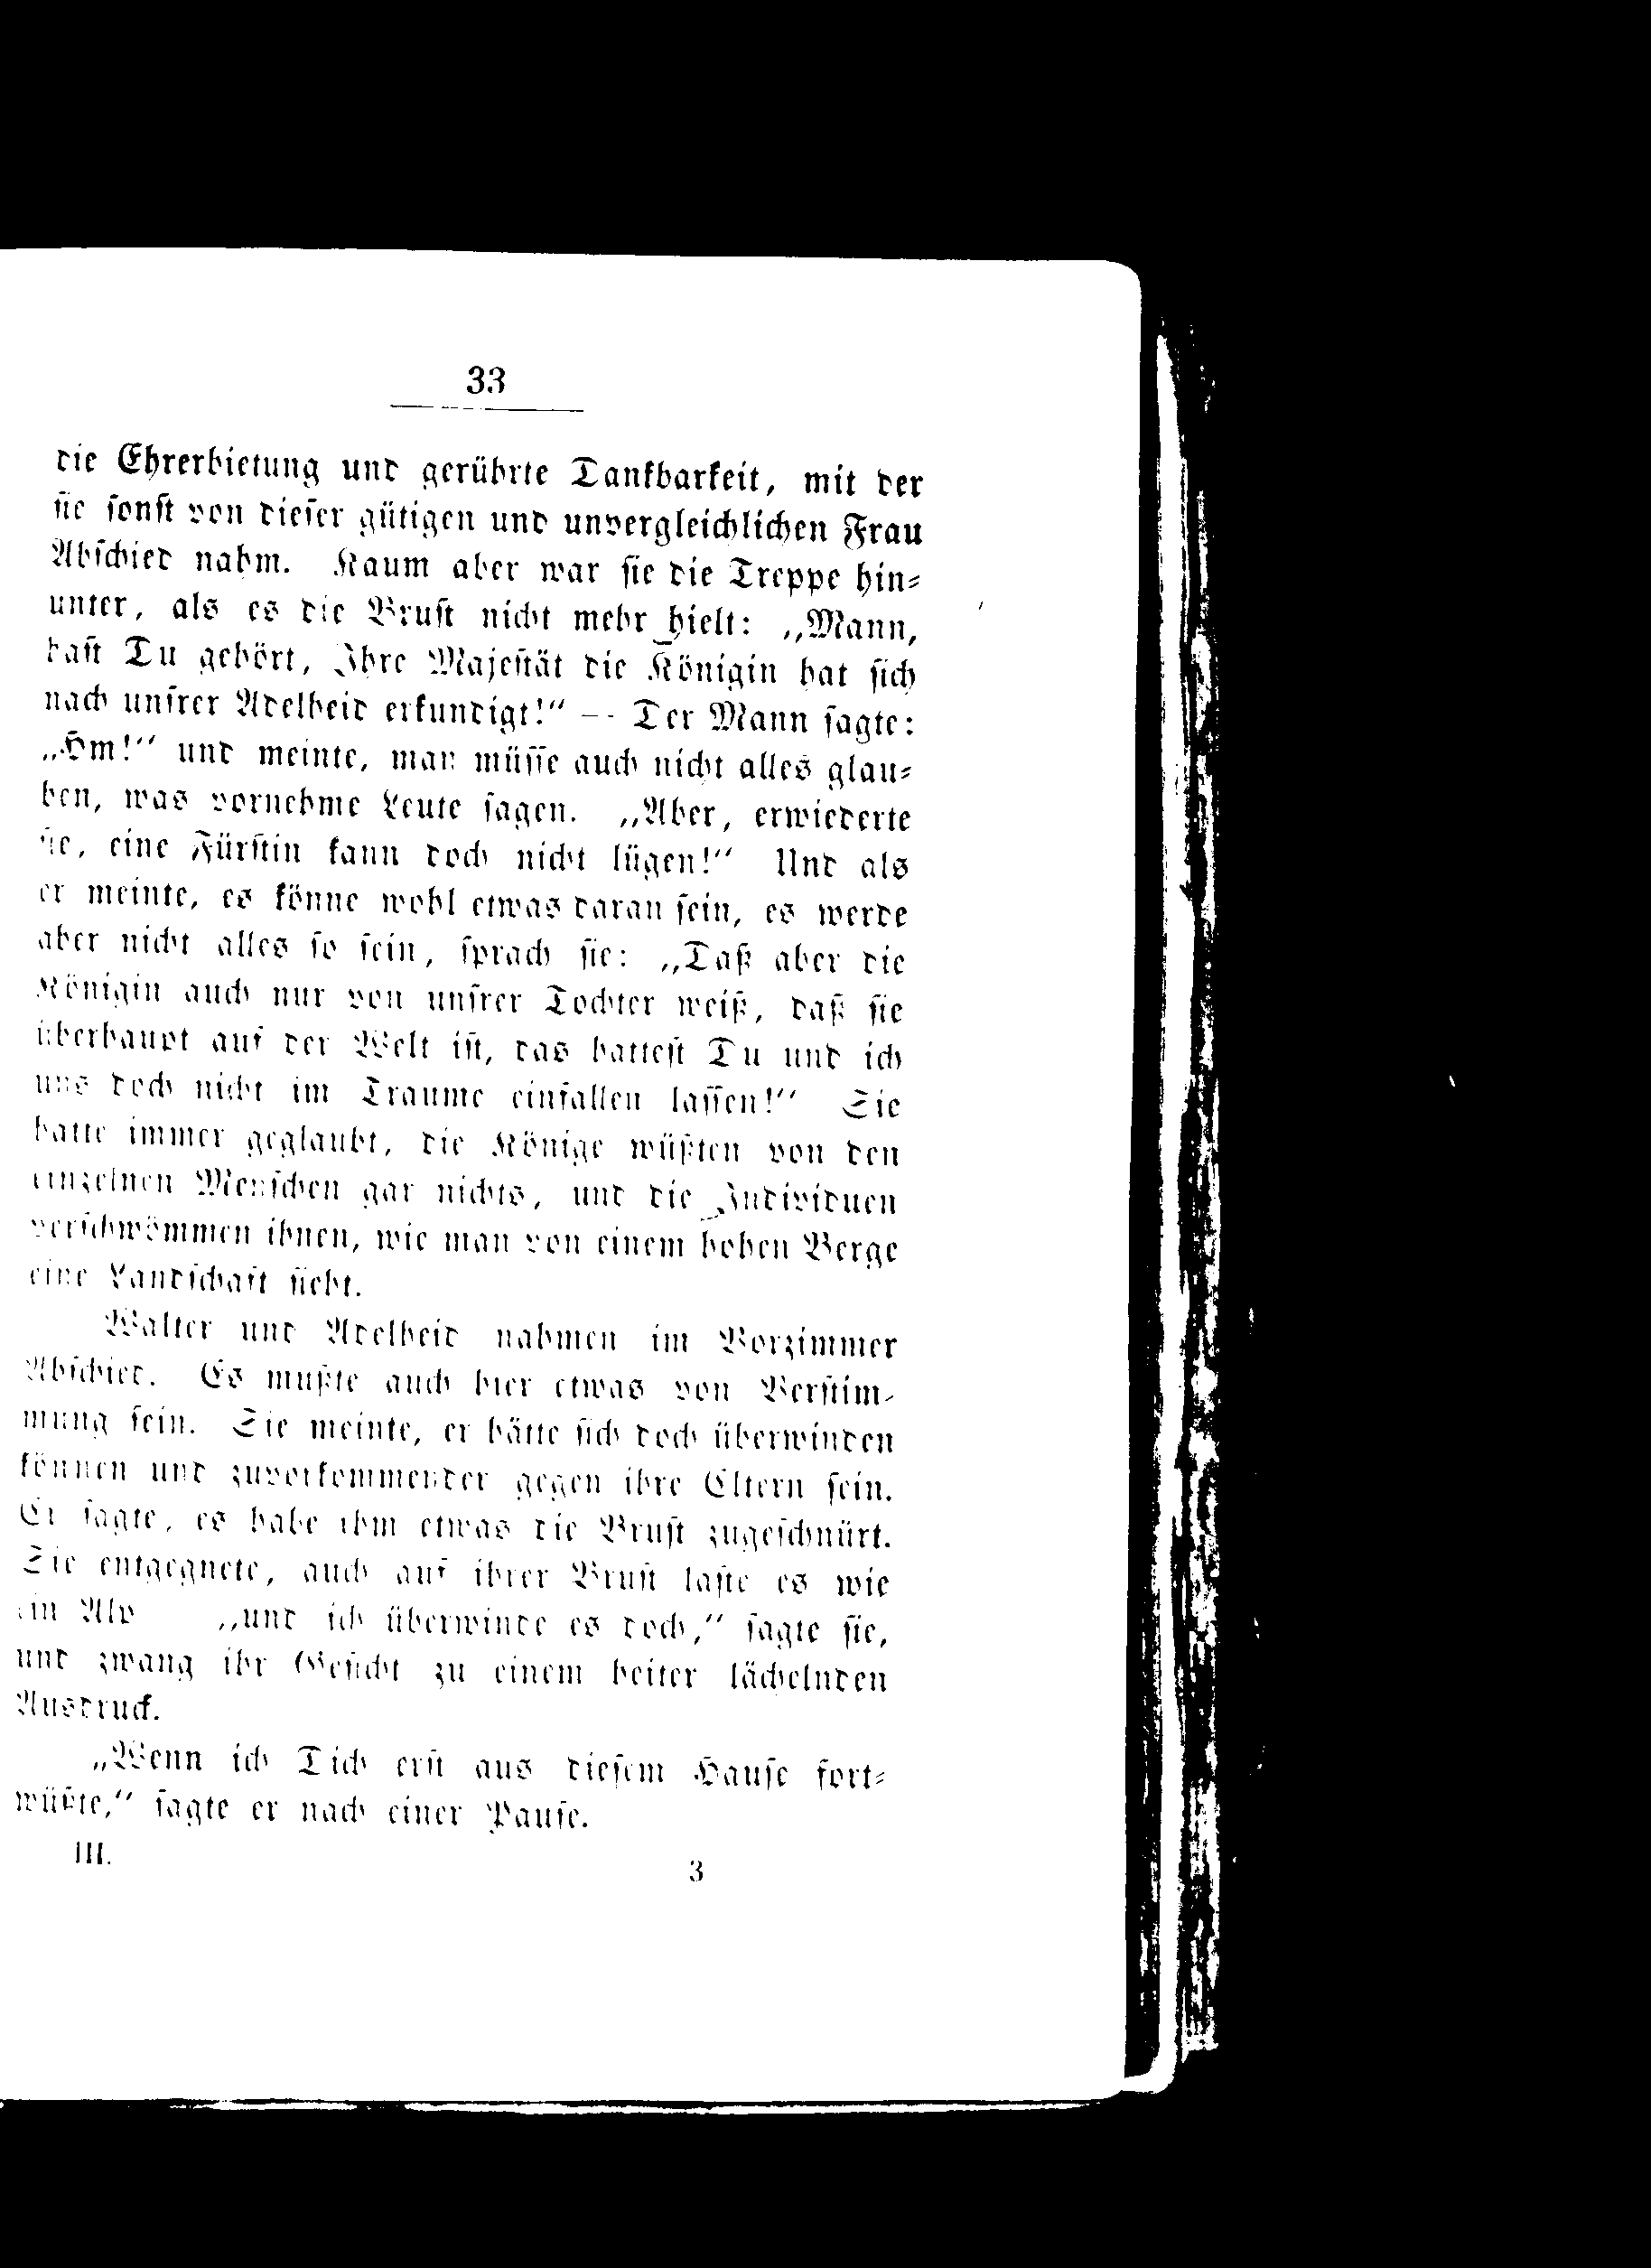 33
die Ehrerbietung und gerührte Dankbarkeit, mit der
sie sonst von dieser gütigen und unvergleichlichen Frau
Abschied nahm. Kaum aber war sie die Treppe hin⸗
unter, als es die Brust nicht mehr hielt: „Mann,
hast Du gehört, Ihre Majestät die Königin hat sich
nach unsrer Adelheid erkundigt!“ — Der Mann sagte:
„Hm!“ und meinte, man müsse auch nicht alles glau⸗
ben, was vornehme Leute sagen. „Aber, erwiederte
sie, eine Fürstin kann doch nicht lügen!“ Und als
er meinte, es könne wohl etwas daran sein, es werde
aber nicht alles so sein, sprach sie: „Daß aber die
Königin auch nur von unsrer Tochter weiß, daß sie
überhaupt auf der Welt ist, das hattest Du und ich
uns doch nicht im Traume einfallen lassen!“ Sie
hatte immer geglaubt, die Könige wüßten von den
einzelnen Menschen gar nichts, und die Individuen
verschwömmen ihnen, wie man von einem hohen Berge
eine Landschaft sieht.
Walter und Adelheid nahmen im Vorzimmer
Abschied. Es mußte auch hier etwas von Verstim⸗
mung sein. Sie meinte, er hätte sich doch überwinden
können und zuvorkommender gegen ihre Eltern sein.
Er sagte, es habe ihm etwas die Brust zugeschnürt.
Sie entgegnete, auch auf ihrer Brust laste es wie
ein Alp „und ich überwinde es doch,“ sagte sie,
und zwang ihr Gesicht zu einem heiter lächelnden
Ausdruck.
„Wenn ich Dich erst aus diesem Hause fort⸗
wüßte,“ sagte er nach einer Pause.
III. 3